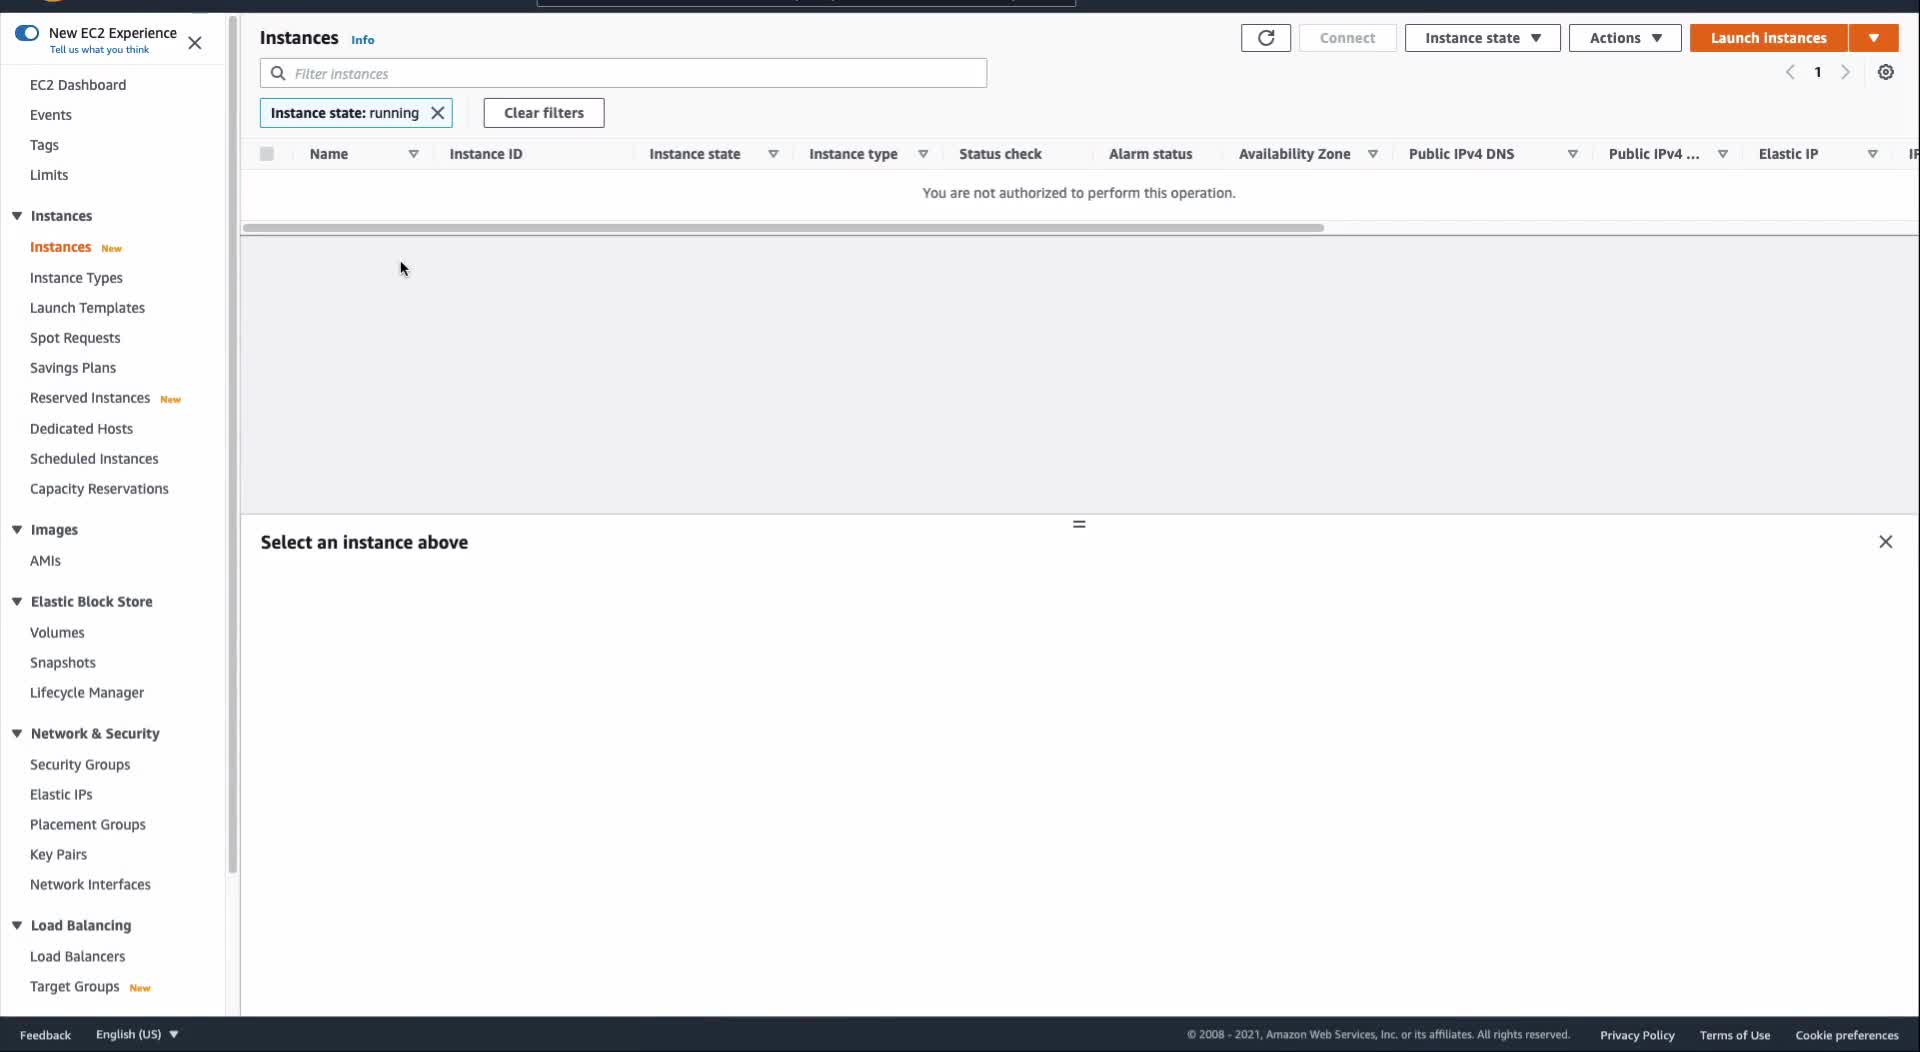 New EC2 Experience
Tell us what you think
EC2 Dashboard
Events
Tags
Limits
Instances
Instances New
Instance Types
Launch Templates
Spot Requests
Savings Plans
Reserved Instances New
Dedicated Hosts
Scheduled Instances
Capacity Reservations
Images
AMIs
Elastic Block Store
Volumes
Snapshots
Lifecycle Manager
Network & Security
Security Groups
Elastic IPs
Placement Groups
Key Pairs
Network Interfaces
Load Balancing
Load Balancers
Target Groups New
Instances Info
Connect Instance state Actions Launch instances
Filter instances
1
Instance state: running Clear filters
Name Instance ID Instance state Instance type Status check Alarm status Availability Zone Public IPv4 DNS Public IPv4 ... Elastic IP
You are not authorized to perform this operation.
Select an instance above
Feedback English (US) © 2008 - 2021, Amazon Web Services, Inc. or its affiliates. All rights reserved. Privacy Policy Terms of Use Cookie preferences